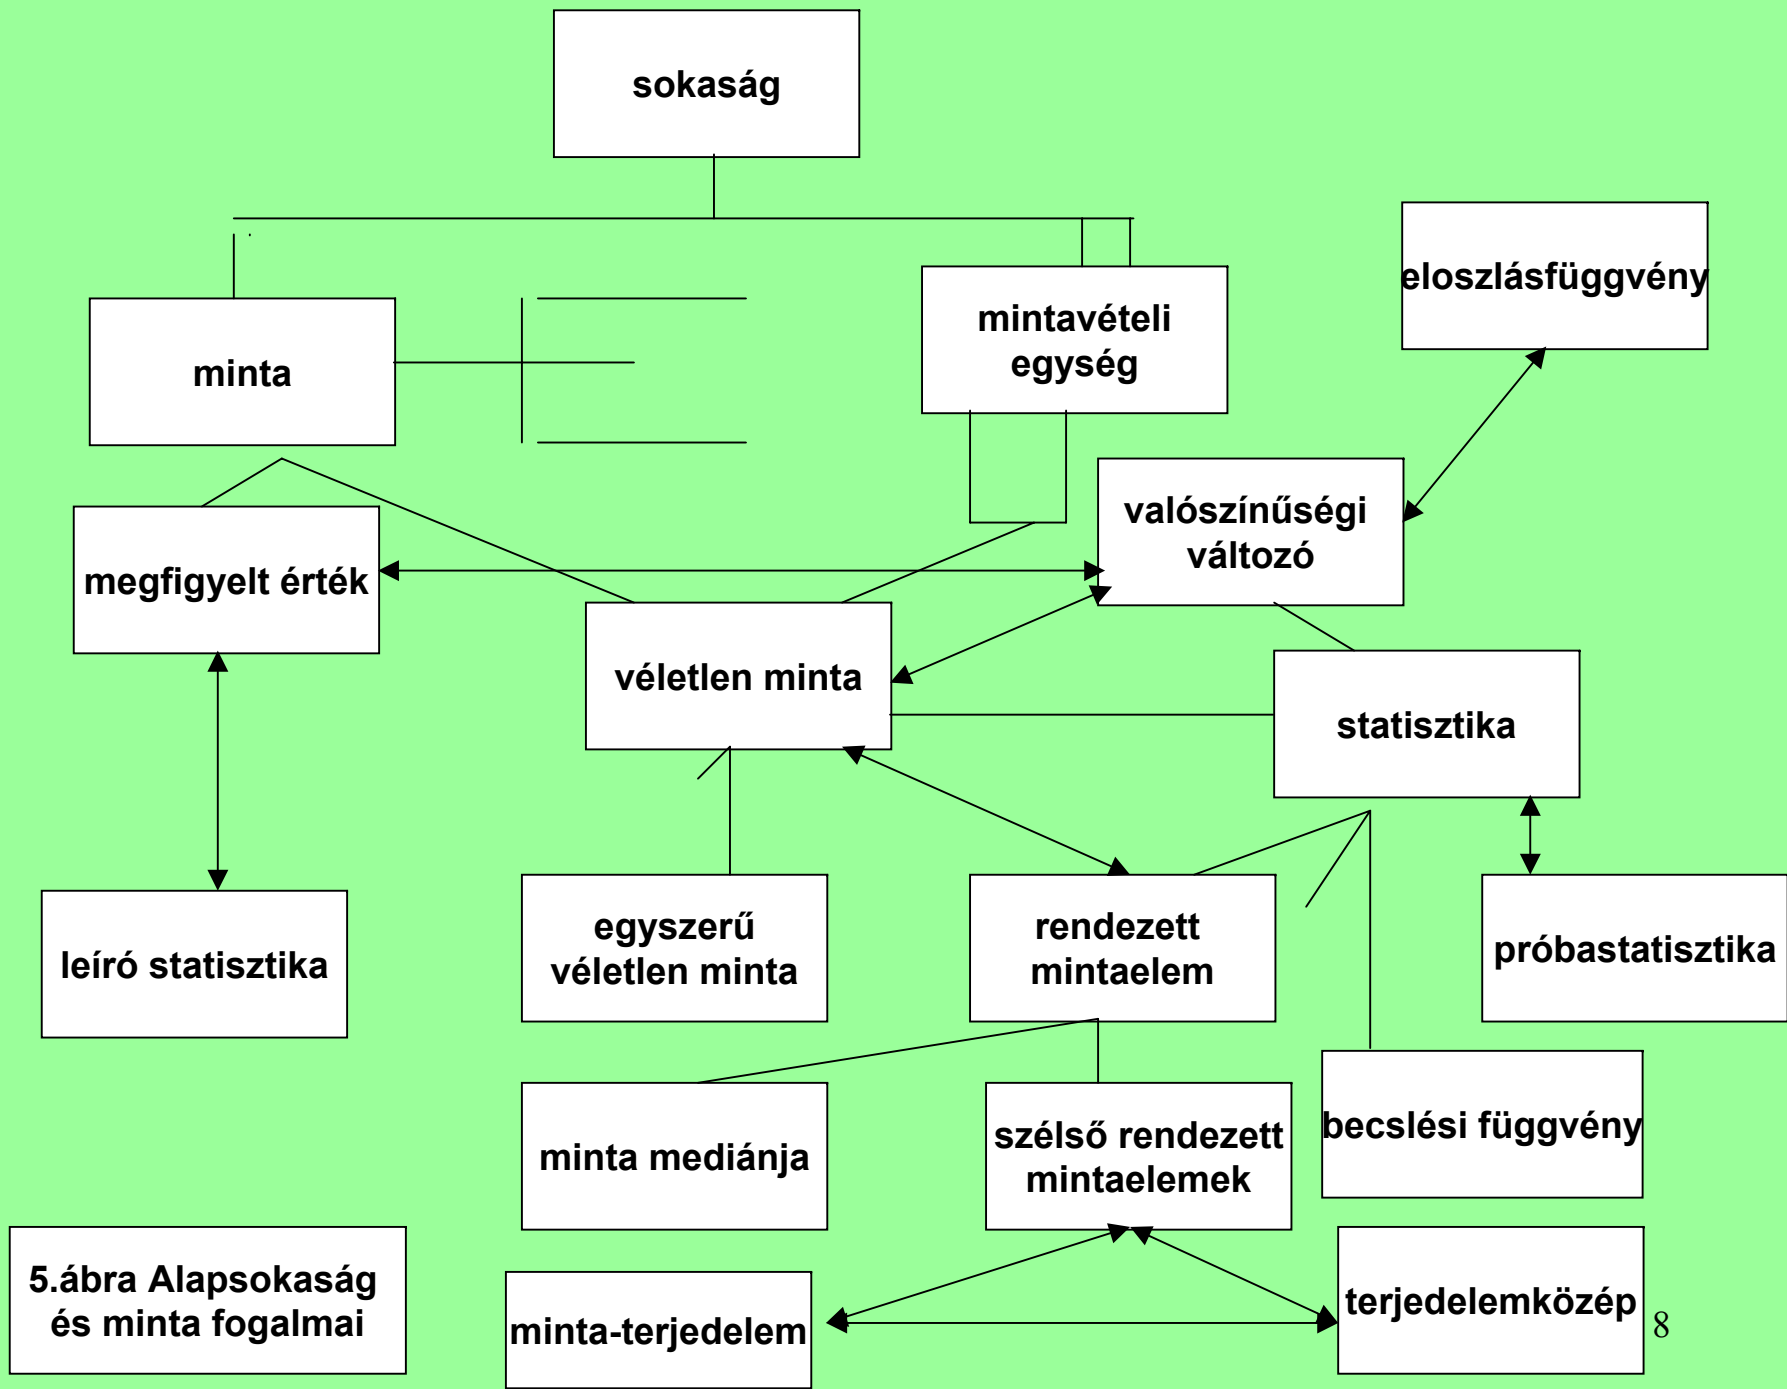 sokaság
eloszlásfüggvény
mintavételi
egység
minta
valószínűségi
változó
megfigyelt érték
véletlen minta
statisztika
egyszerű
véletlen minta
rendezett
mintaelem
próbastatisztika
leíró statisztika
minta mediánja
szélső rendezett
mintaelemek
becslési függvény
5.ábra Alapsokaság
és minta fogalmai
minta-terjedelem
terjedelemközép
8